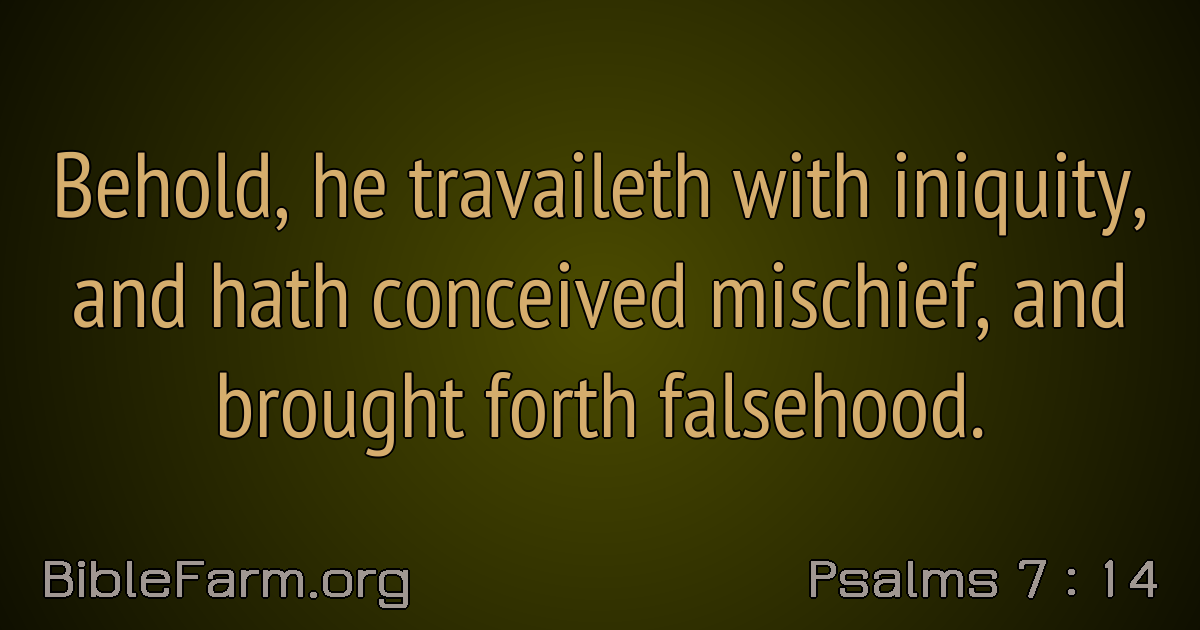 Behold, he travaileth with iniquity,
and hath conceived mischief, and
brought forth falsehood.
BibleFarm.org
Psalms 7 : 14